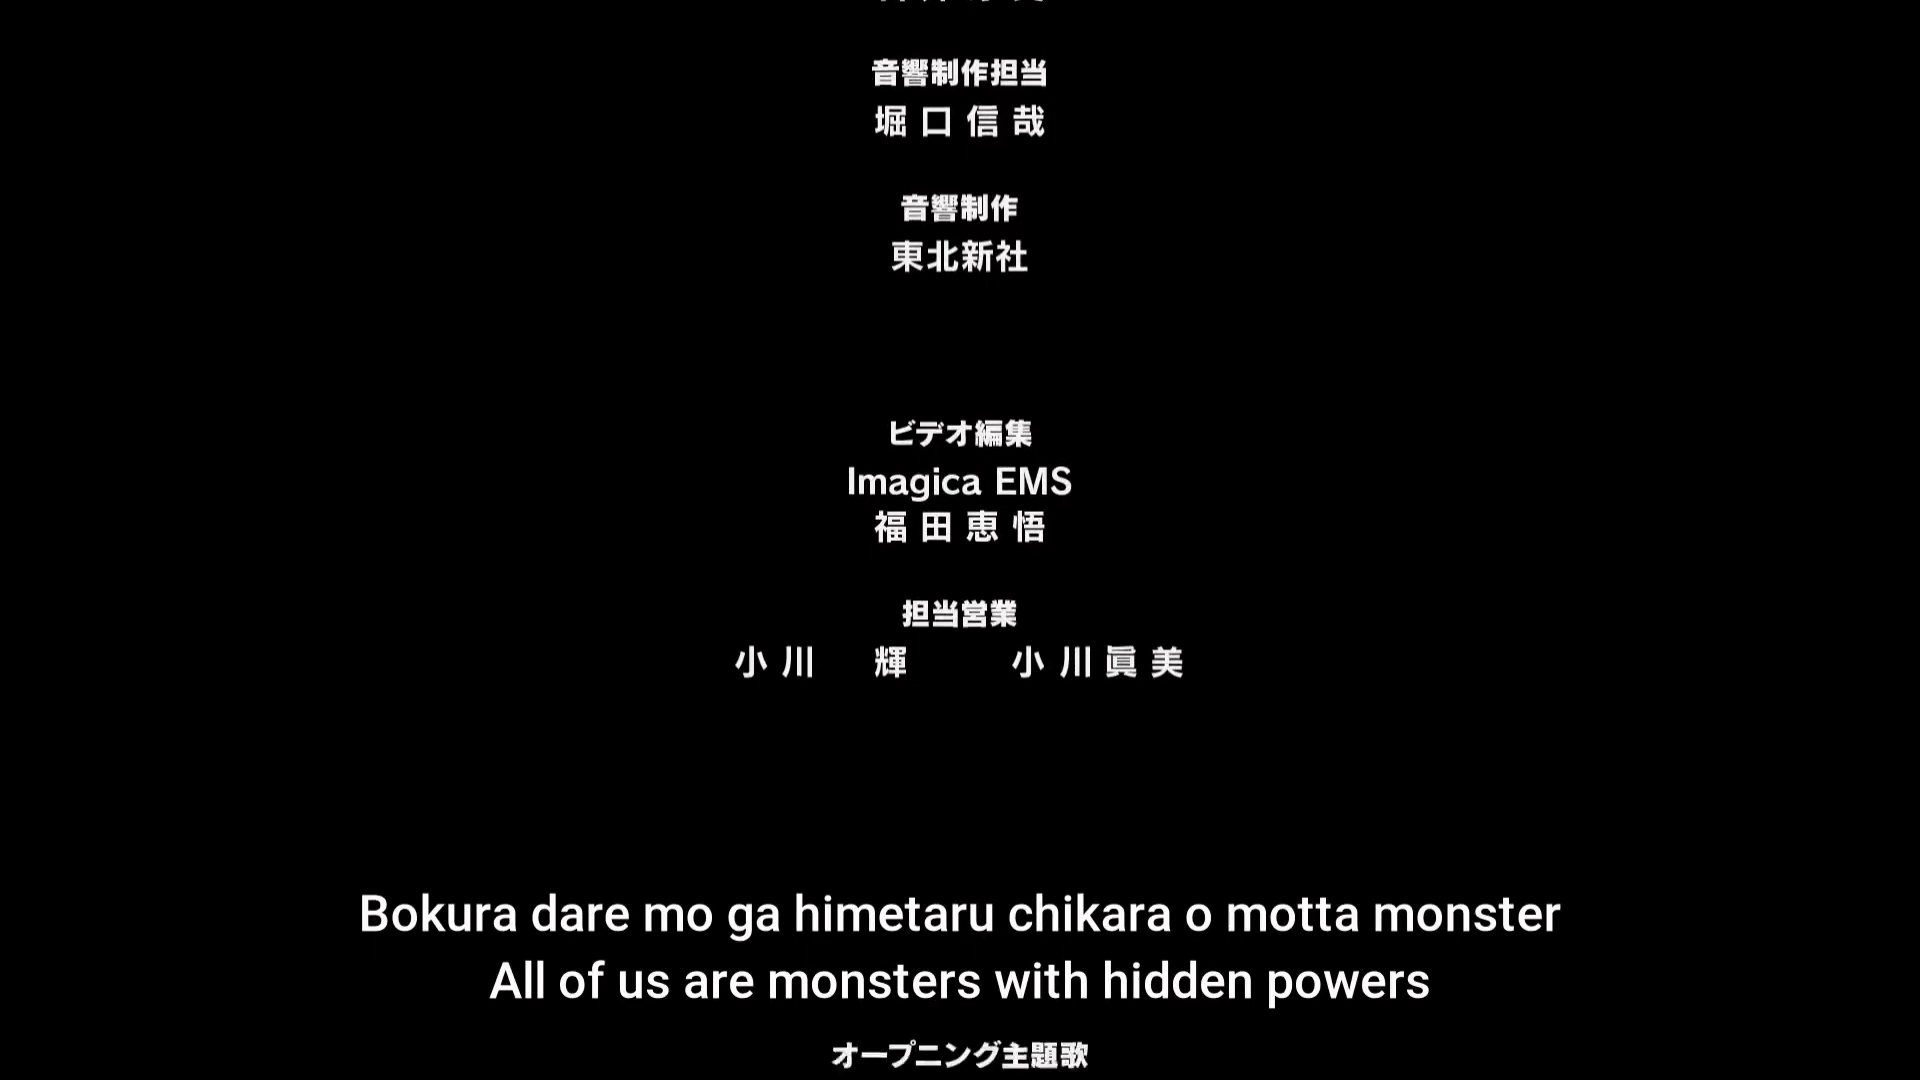 音響制作担当
堀口信哉
音響制作
東北新社
ビデオ編集
Imagica EMS
福田恵悟
担当営業
小川 輝 小川眞美
Bokura dare mo ga himetaru chikara o motta monster
All of us are monsters with hidden powers
オープニング主題歌